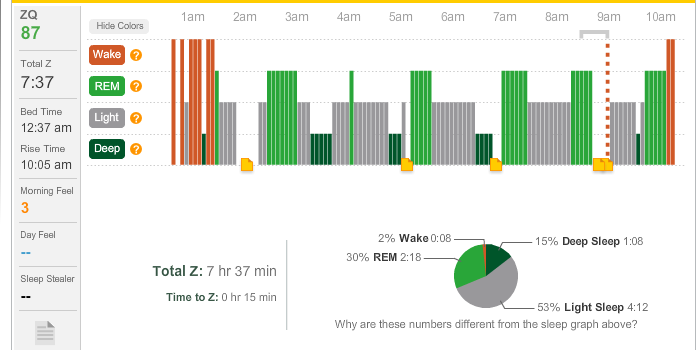 ZQ
87
Total Z
7:37
Bed Time
12:37 am
Rise Time
10:05 am
Morning Feel
3
Day Feel
--
Sleep Stealer
--
Hide Colors
1am 2am 3am 4am 5am 6am 7am 8am 9am 10am
Wake ?
REM ?
Light ?
Deep ?
Total Z: 7 hr 37 min
Time to Z: 0 hr 15 min
2% Wake 0:08
15% Deep Sleep 1:08
30% REM 2:18
53% Light Sleep 4:12
Why are these numbers different from the sleep graph above?